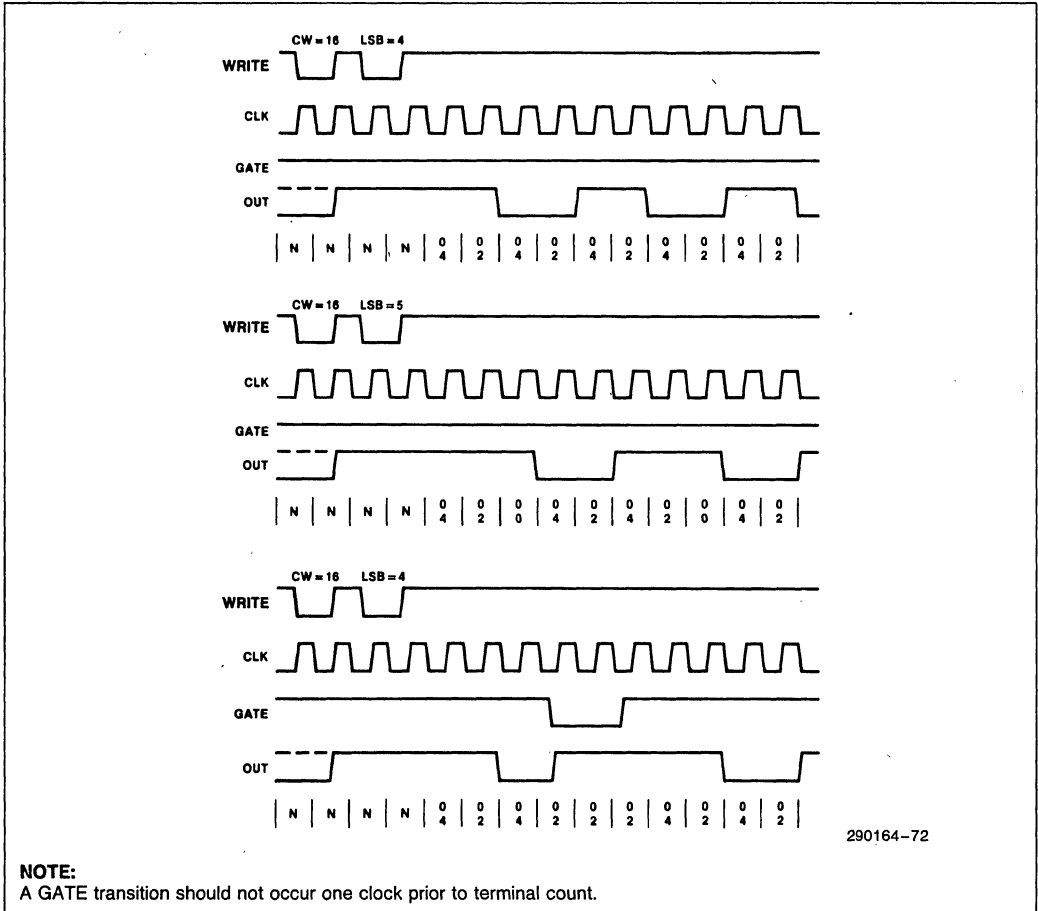 CW = 16 LSB = 4
WRITE
CLK
GATE
OUT
N N N N 0 4 0 2 0 4 0 2 0 4 0 2 0 4 0 2 0 4 0 2
CW = 16 LSB = 5
WRITE
CLK
GATE
OUT
N N N N 0 4 0 2 0 0 0 4 0 2 0 4 0 2 0 0 0 4 0 2
CW = 16 LSB = 4
WRITE
CLK
GATE
OUT
N N N N 0 4 0 2 0 4 0 2 0 2 0 2 0 4 0 2 0 4 0 2
290164-72
NOTE:
A GATE transition should not occur one clock prior to terminal count.